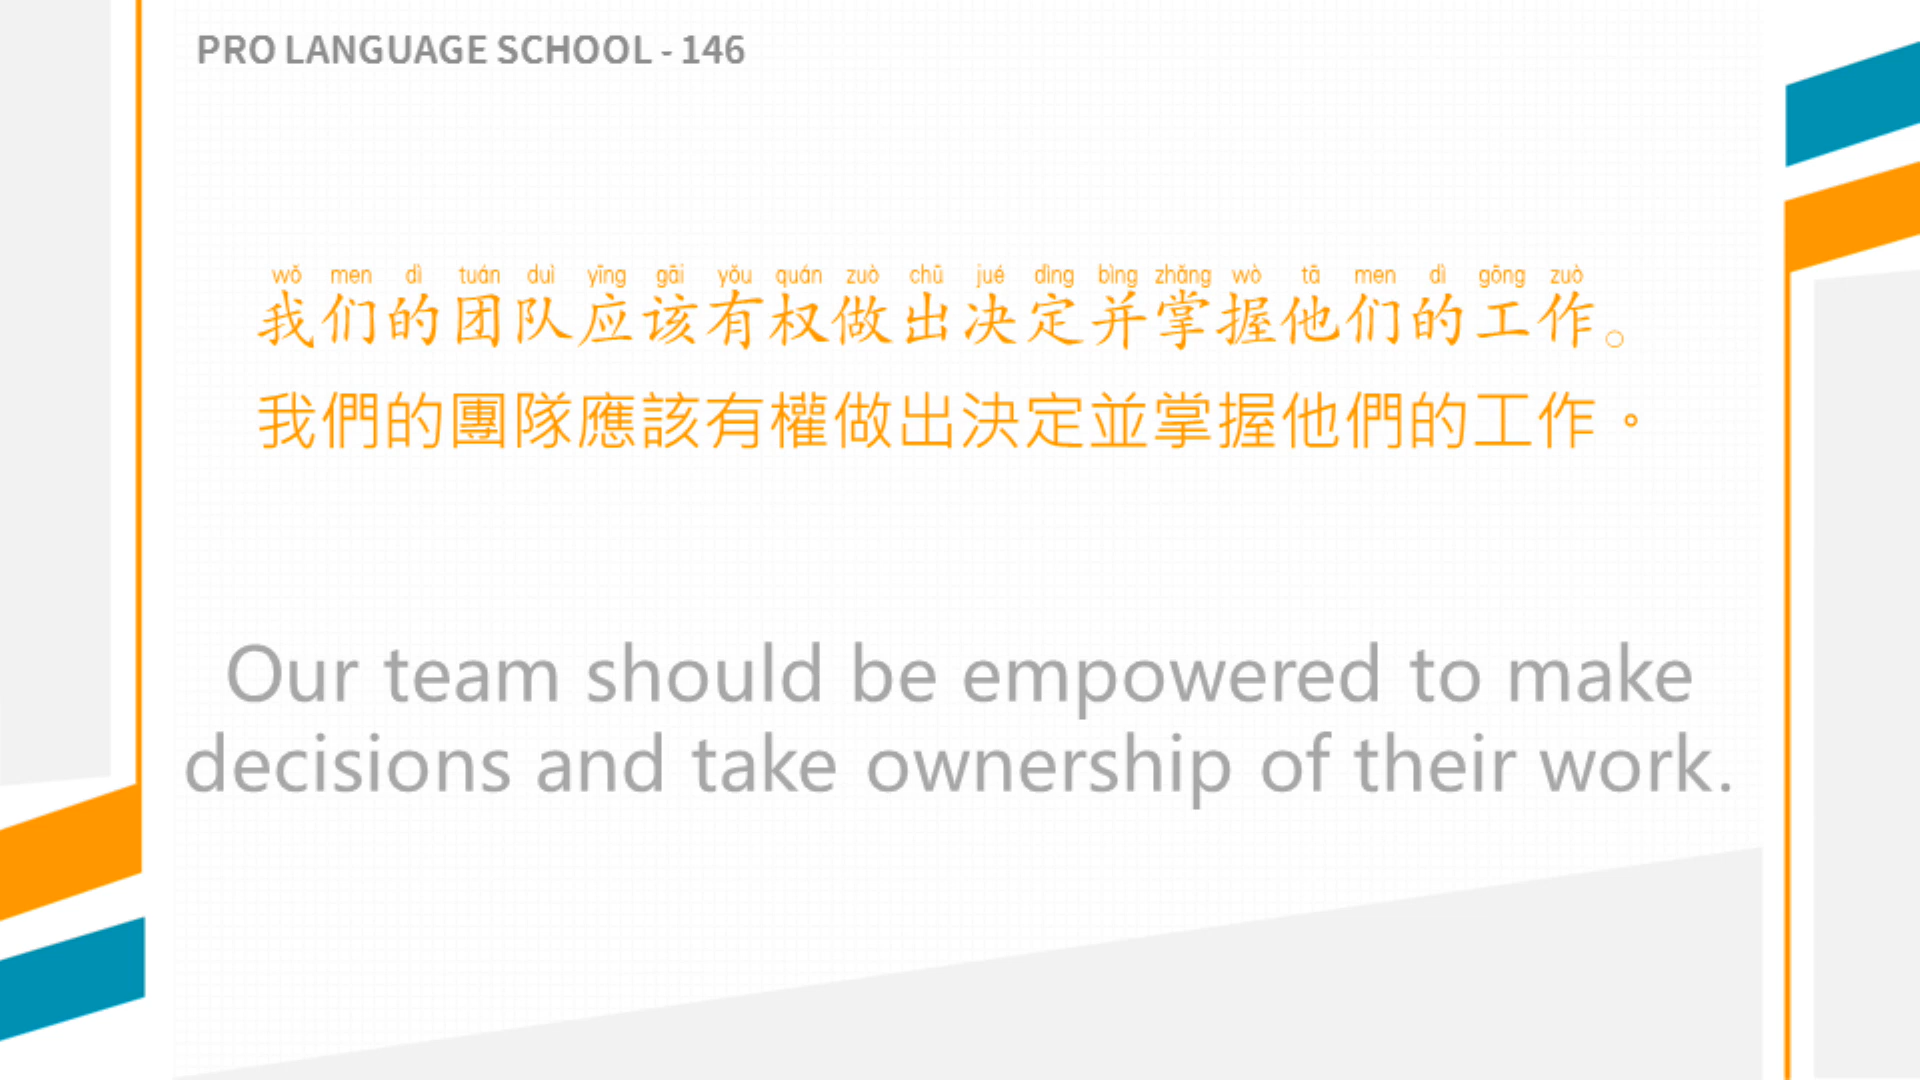 PRO LANGUAGE SCHOOL - 146
wǒ men dì tuán duì yīng gāi yǒu quán zuò chū jué dìng bìng zhǎng wò tā men dì gōng zuò
我们的团队应该有权做出决定并掌握他们的工作。
我們的團隊應該有權做出決定並掌握他們的工作。
Our team should be empowered to make
decisions and take ownership of their work.